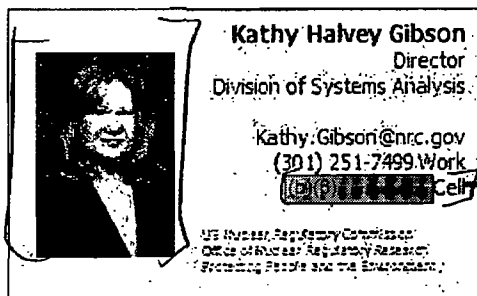 Kathy Halvey Gibson
Director
Division of Systems Analysis
Kathy.Gibson@nrc.gov
(301) 251-7499 Work
(b)(6) Cell
US Nuclear Regulatory Commission
Office of Nuclear Regulatory Research
Protecting People and the Environment